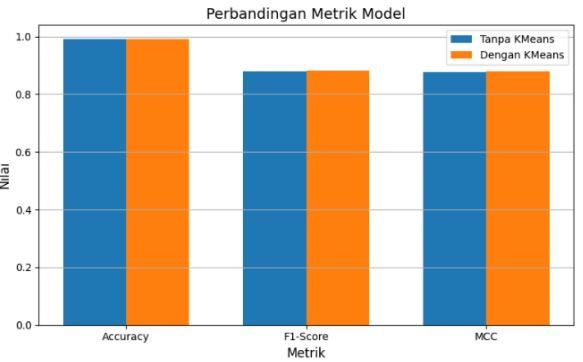 Perbandingan Metrik Model
Tanpa KMeans
Dengan KMeans
Nilai
1.0
0.8
0.6
0.4
0.2
0.0
Accuracy
F1-Score
MCC
Metrik